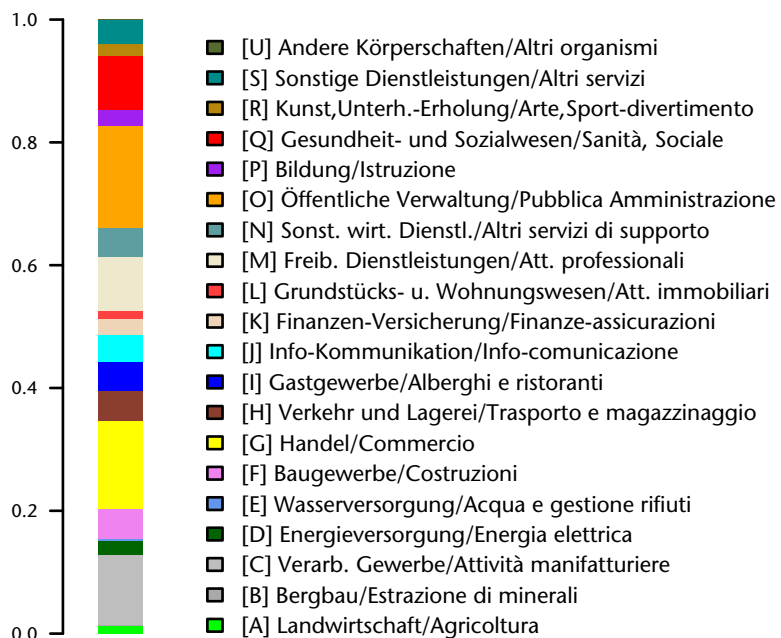 1.0
0.8
0.6
0.4
0.2
0.0
[U] Andere Körperschaften/Altri organismi
[S] Sonstige Dienstleistungen/Altri servizi
[R] Kunst,Unterh.-Erholung/Arte,Sport-divertimento
[Q] Gesundheit- und Sozialwesen/Sanità, Sociale
[P] Bildung/Istruzione
[O] Öffentliche Verwaltung/Pubblica Amministrazione
[N] Sonst. wirt. Dienstl./Altri servizi di supporto
[M] Freib. Dienstleistungen/Att. professionali
[L] Grundstücks- u. Wohnungswesen/Att. immobiliari
[K] Finanzen-Versicherung/Finanze-assicurazioni
[J] Info-Kommunikation/Info-comunicazione
[I] Gastgewerbe/Alberghi e ristoranti
[H] Verkehr und Lagerei/Trasporto e magazzinaggio
[G] Handel/Commercio
[F] Baugewerbe/Costruzioni
[E] Wasserversorgung/Acqua e gestione rifiuti
[D] Energieversorgung/Energia elettrica
[C] Verarb. Gewerbe/Attività manifatturiere
[B] Bergbau/Estrazione di minerali
[A] Landwirtschaft/Agricoltura